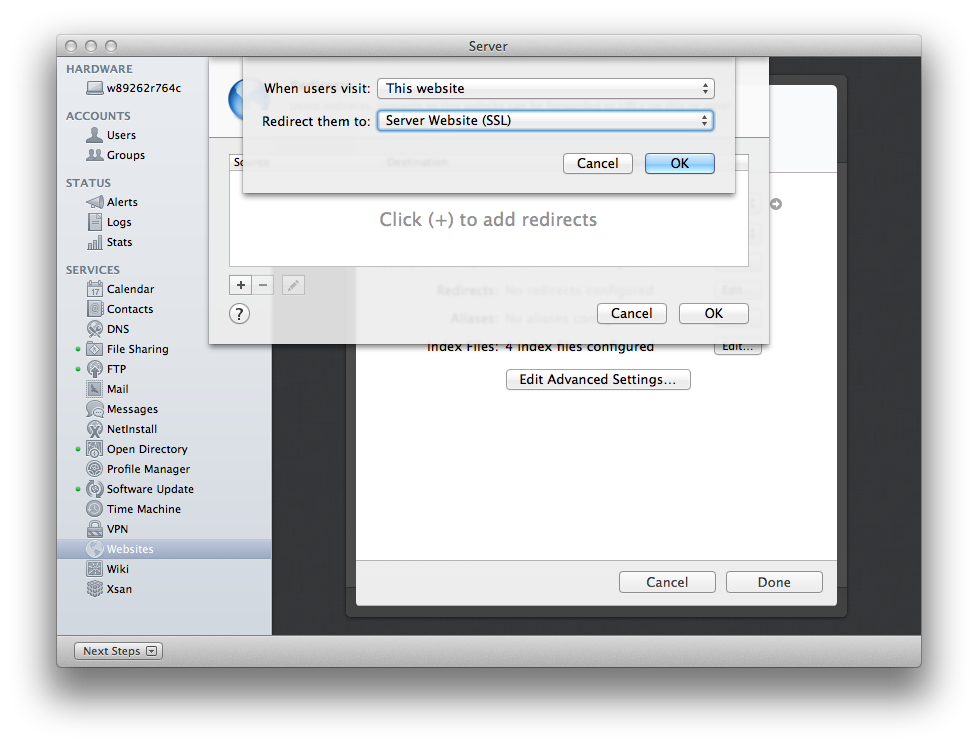 Server
HARDWARE
w89262r764c
ACCOUNTS
Users
Groups
STATUS
Alerts
Logs
Stats
SERVICES
Calendar
Contacts
DNS
File Sharing
FTP
Mail
Messages
NetInstall
Open Directory
Profile Manager
Software Update
Time Machine
VPN
Websites
Wiki
Xsan
When users visit: This website
Redirect them to: Server Website (SSL)
Cancel OK
Destination
Click (+) to add redirects
+ − 
Redirects: No redirects configured Edit...
?
Cancel OK
Aliases: No aliases
Index Files: 4 index files configured Edit...
Edit Advanced Settings...
Cancel Done
Next Steps